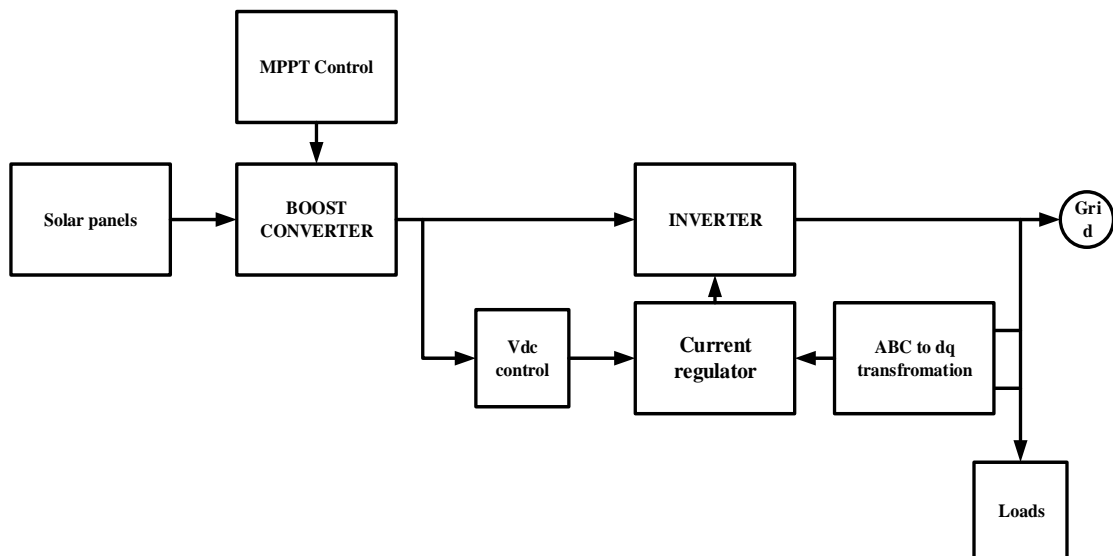 MPPT Control
Solar panels
BOOST
CONVERTER
INVERTER
Gri
d
Vdc
control
Current
regulator
ABC to dq
transfromation
Loads